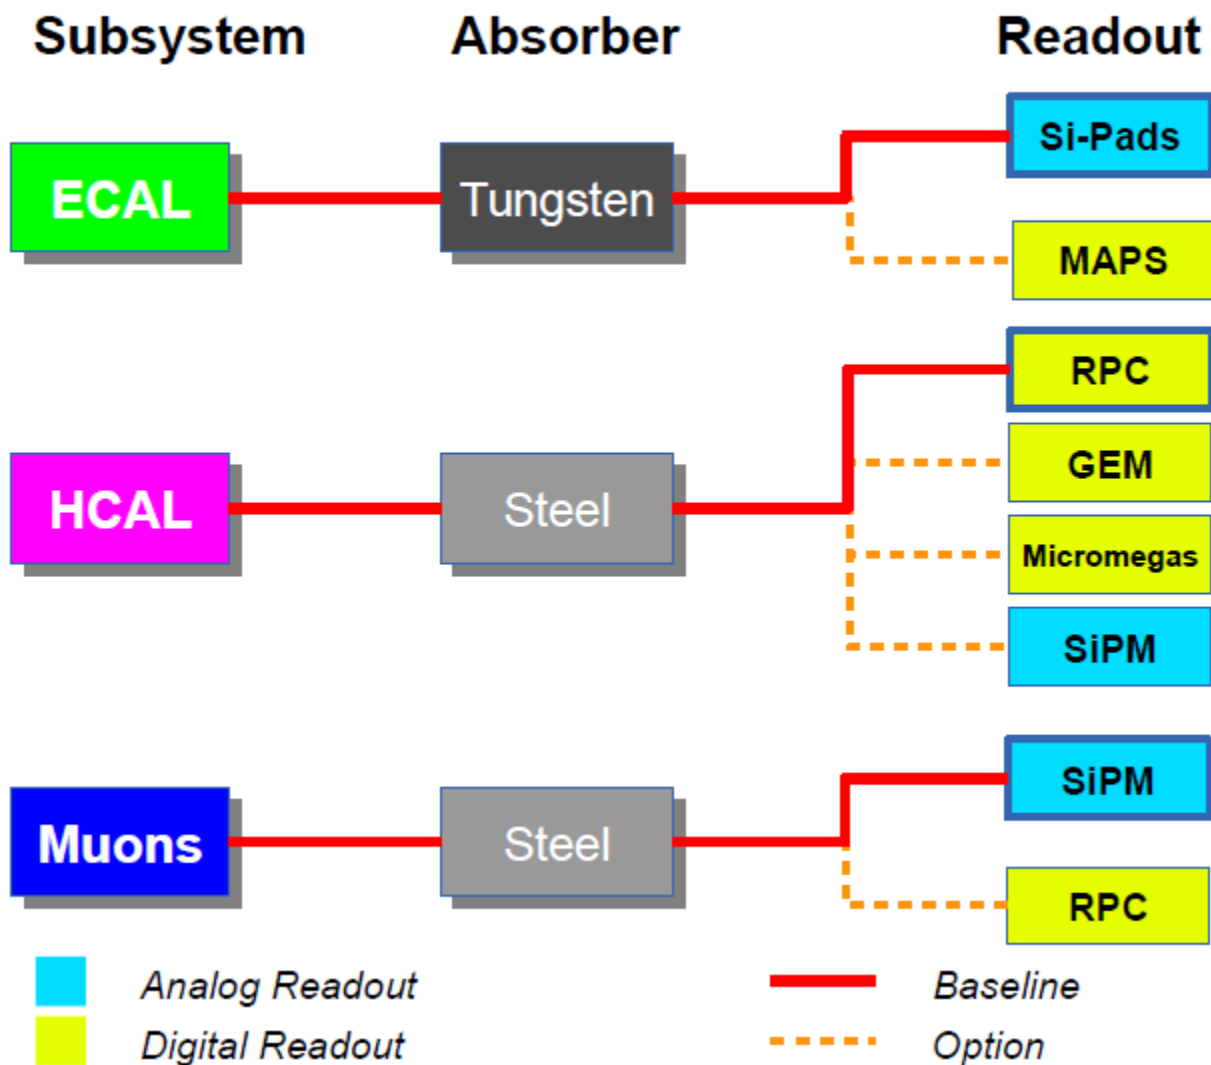 Subsystem Absorber Readout
Si-Pads
ECAL Tungsten
MAPS
RPC
GEM
HCAL Steel
Micromegas
SiPM
SiPM
Muons Steel
RPC
Analog Readout Baseline
Digital Readout Option